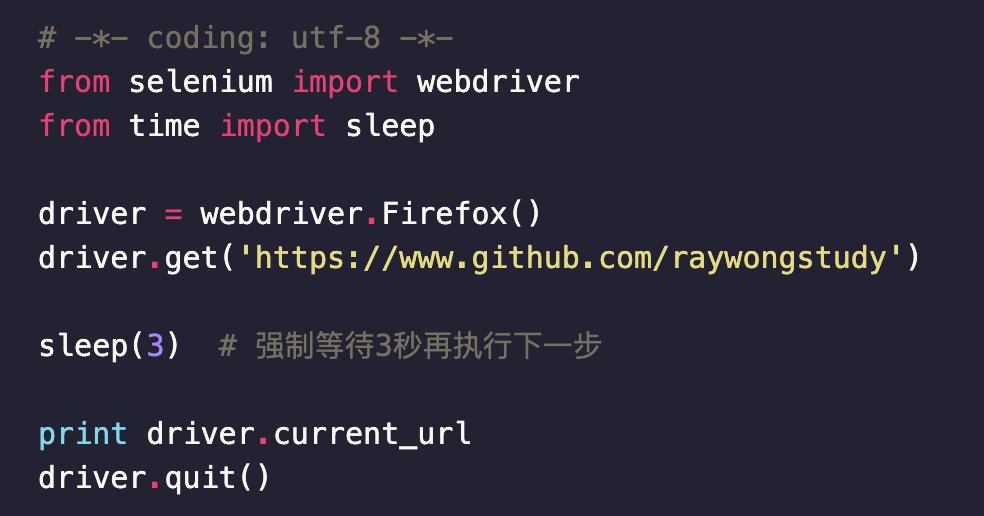 # -*- coding: utf-8 -*-
from selenium import webdriver
from time import sleep
driver = webdriver.Firefox()
driver.get('https://www.github.com/raywongstudy')
sleep(3)  # 强制等待3秒再执行下一步
print driver.current_url
driver.quit()